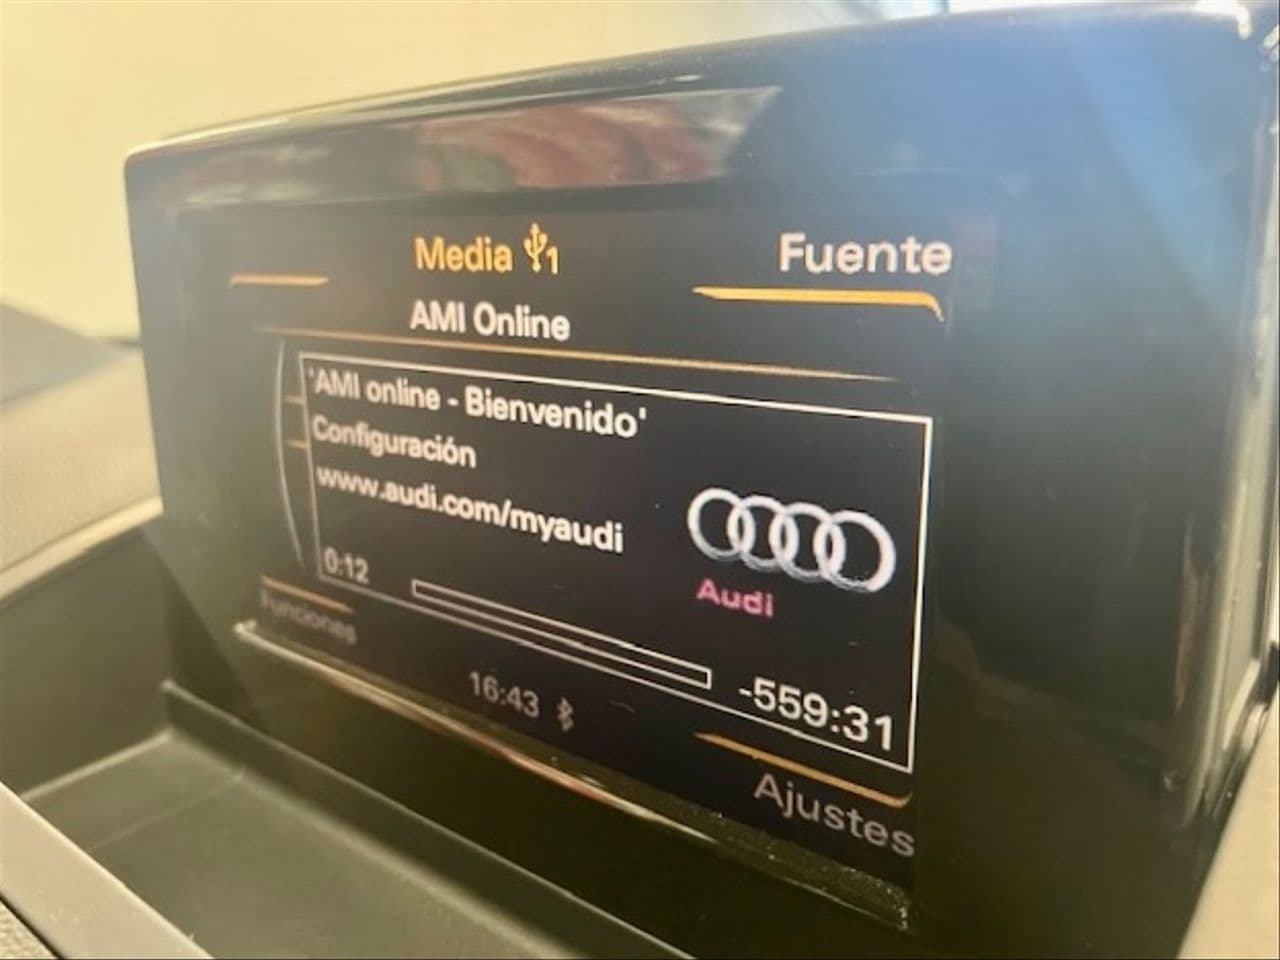 Media 1
Fuente
AMI Online
'AMI online - Bienvenido'
Configuración
www.audi.com/myaudi
Audi
0:12
-559:31
Funciones
16:43
Ajustes